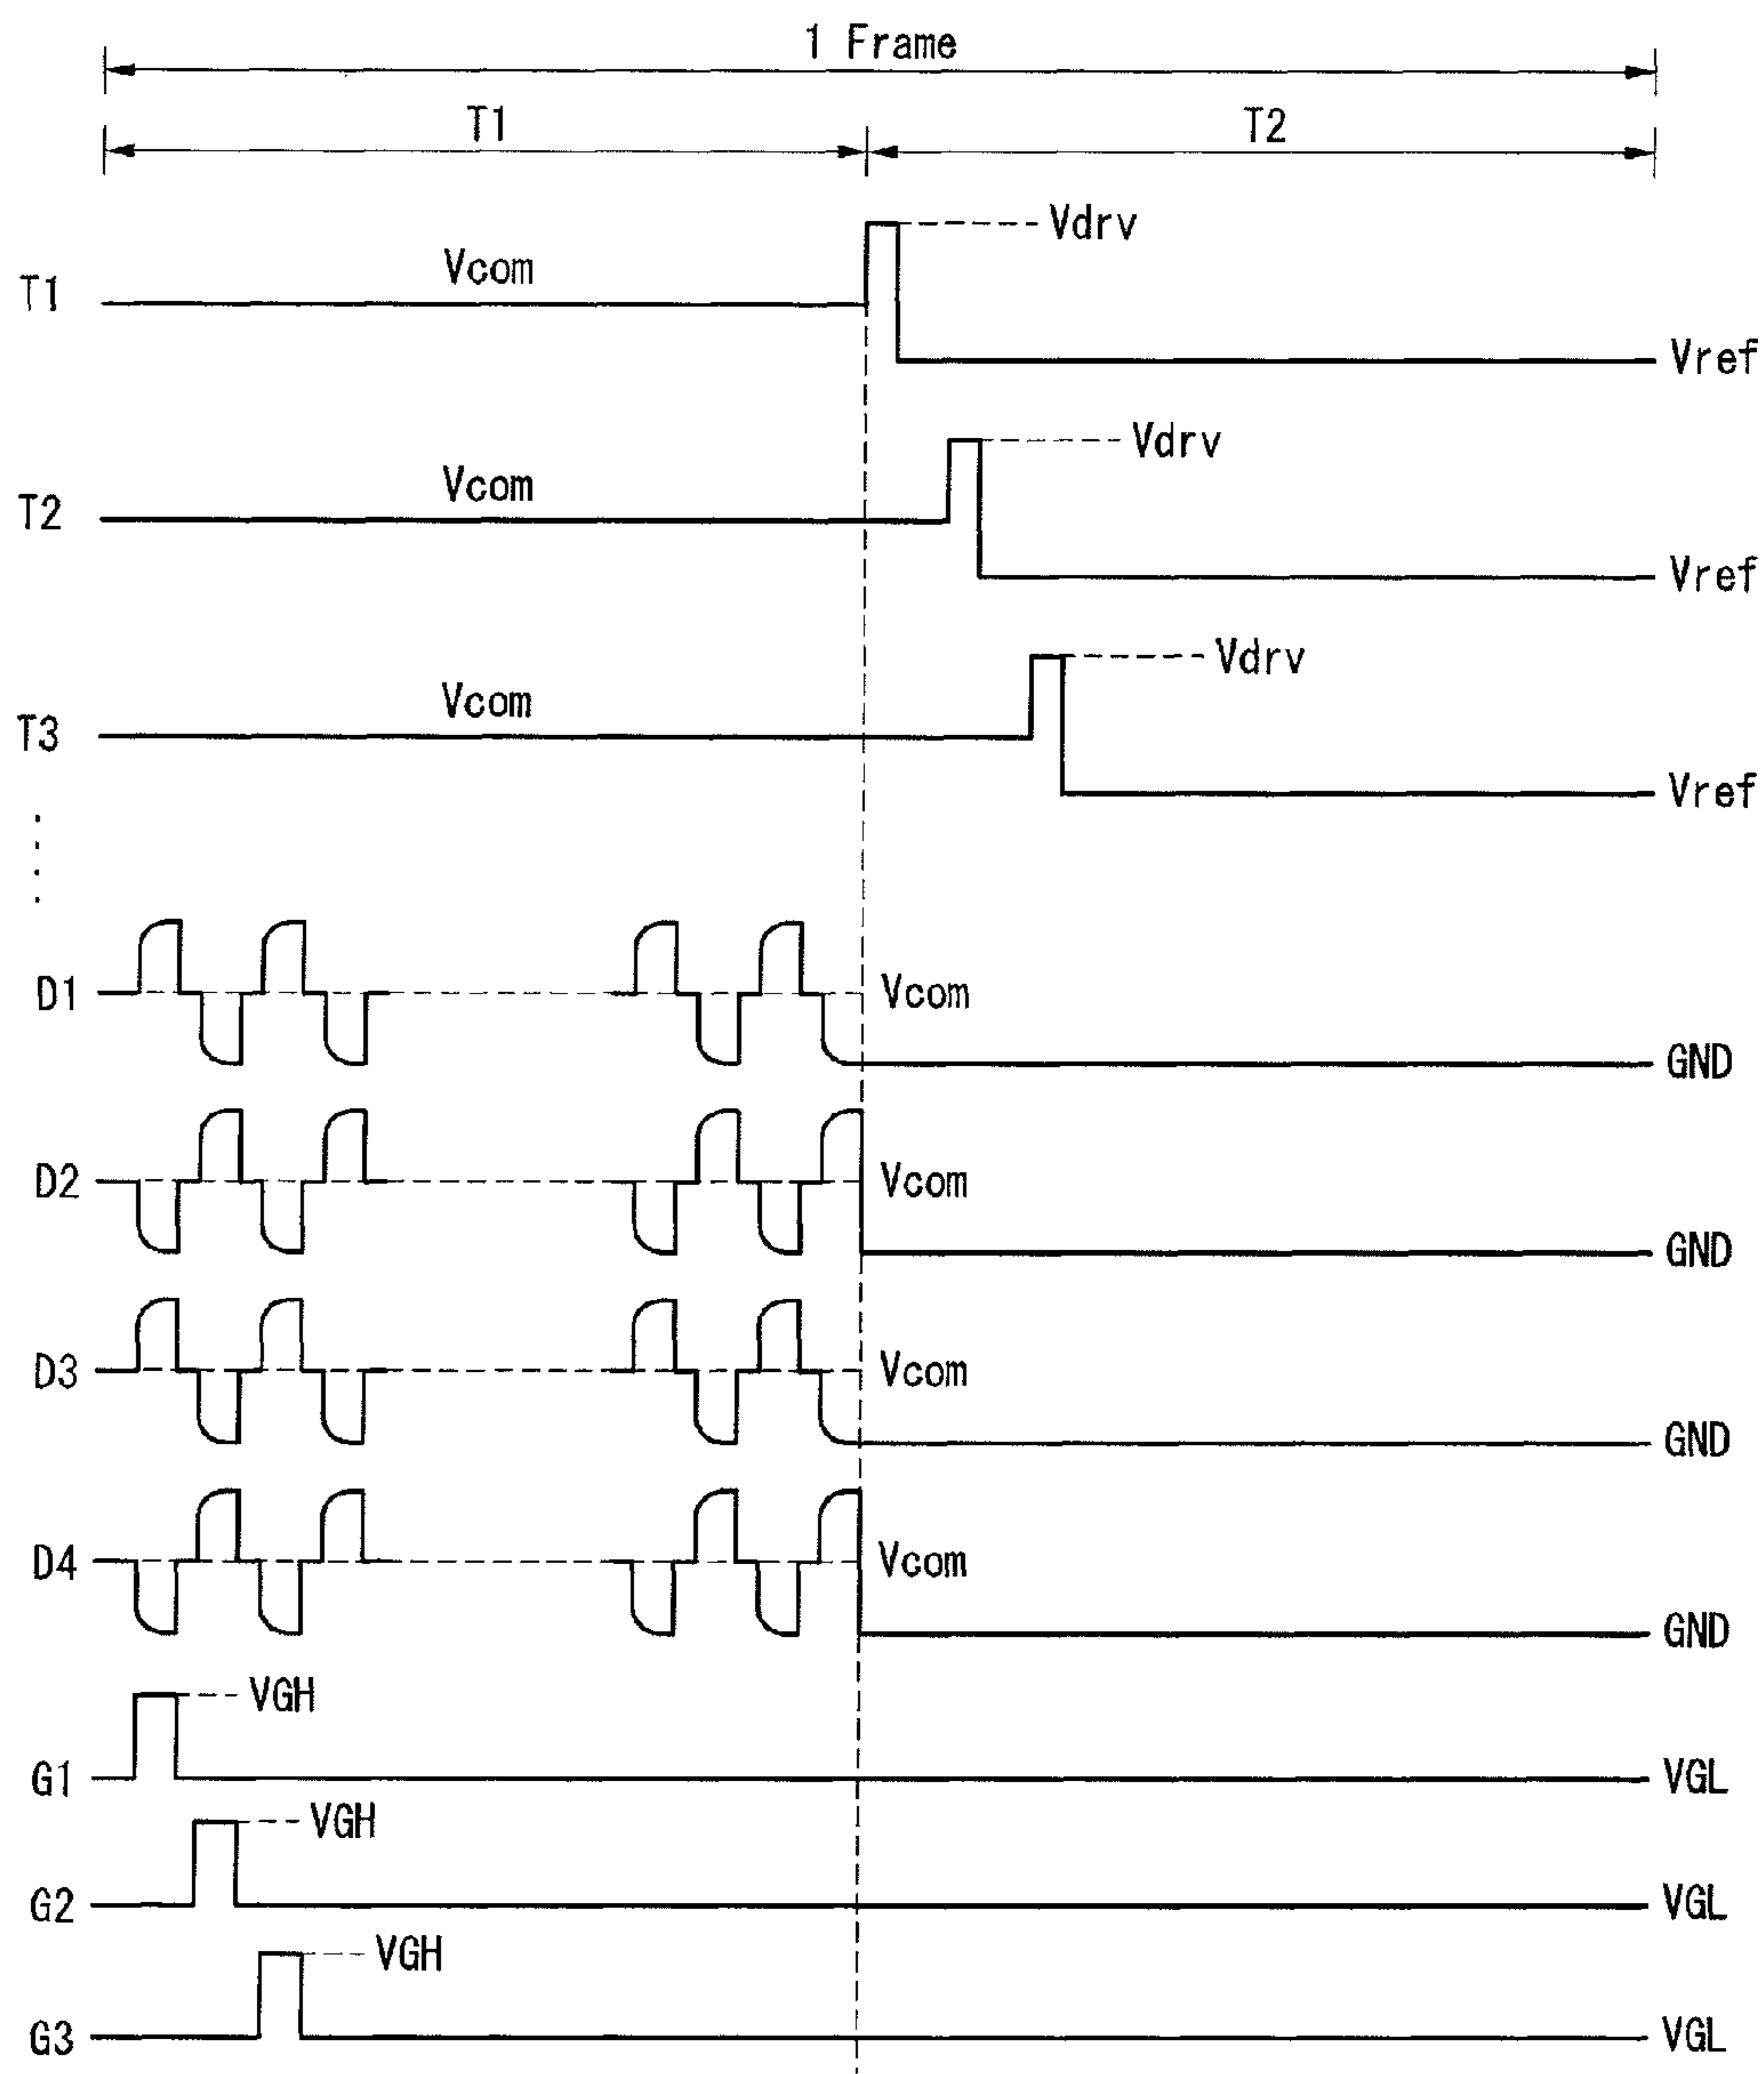 1 Frame
T1 T2
Vdrv
Vcom
T1
Vref
Vdrv
Vcom
T2
Vref
Vdrv
Vcom
T3
Vref
D1 Vcom
GND
D2 Vcom
GND
D3 Vcom
GND
D4 Vcom
GND
VGH
G1 VGL
VGH
G2 VGL
VGH
G3 VGL